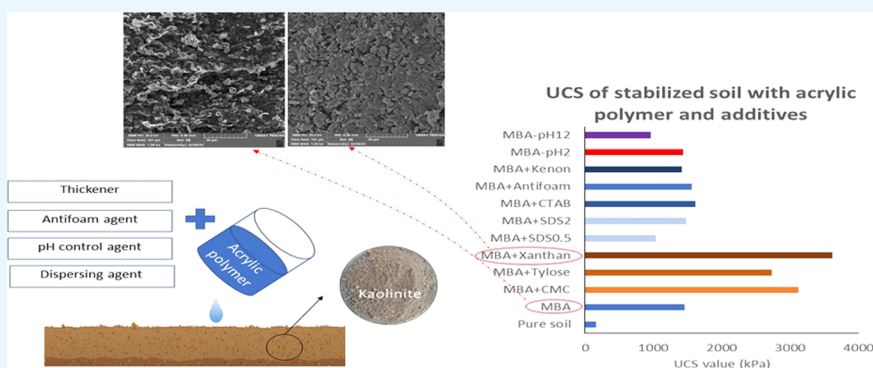 UCS of stabilized soil with acrylic
polymer and additives
MBA-pH12
MBA-pH2
MBA+Kenon
MBA+Antifoam
MBA+CTAB
MBA+SDS2
MBA+SDS0.5
MBA+Xanthan
MBA+Tylose
MBA+CMC
MBA
Pure soil
0 1000 2000 3000 4000
UCS value (kPa)
Thickener
Antifoam agent
pH control agent
Dispersing agent
Acrylic
polymer
Kaolinite